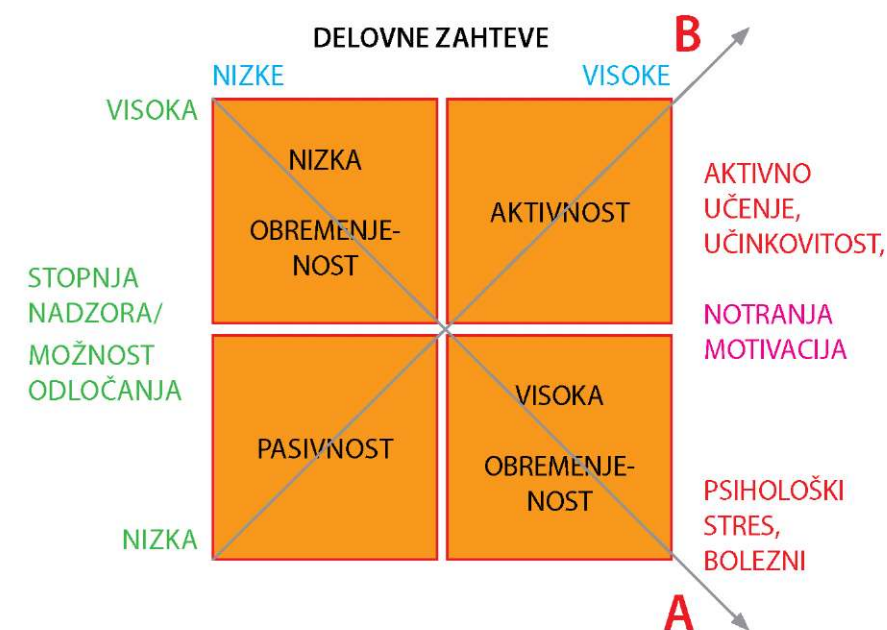 DELOVNE ZAHTEVE
B
NIZKE
VISOKE
VISOKA
NIZKA
OBREMENJE-
NOST
AKTIVNOST
AKTIVNO
UČENJE,
UČINKOVITOST,
STOPNJA
NADZORA/
MOŽNOST
ODLOČANJA
NOTRANJA
MOTIVACIJA
PASIVNOST
VISOKA
OBREMENJE-
NOST
PSIHOLOŠKI
STRES,
BOLEZNI
NIZKA
A